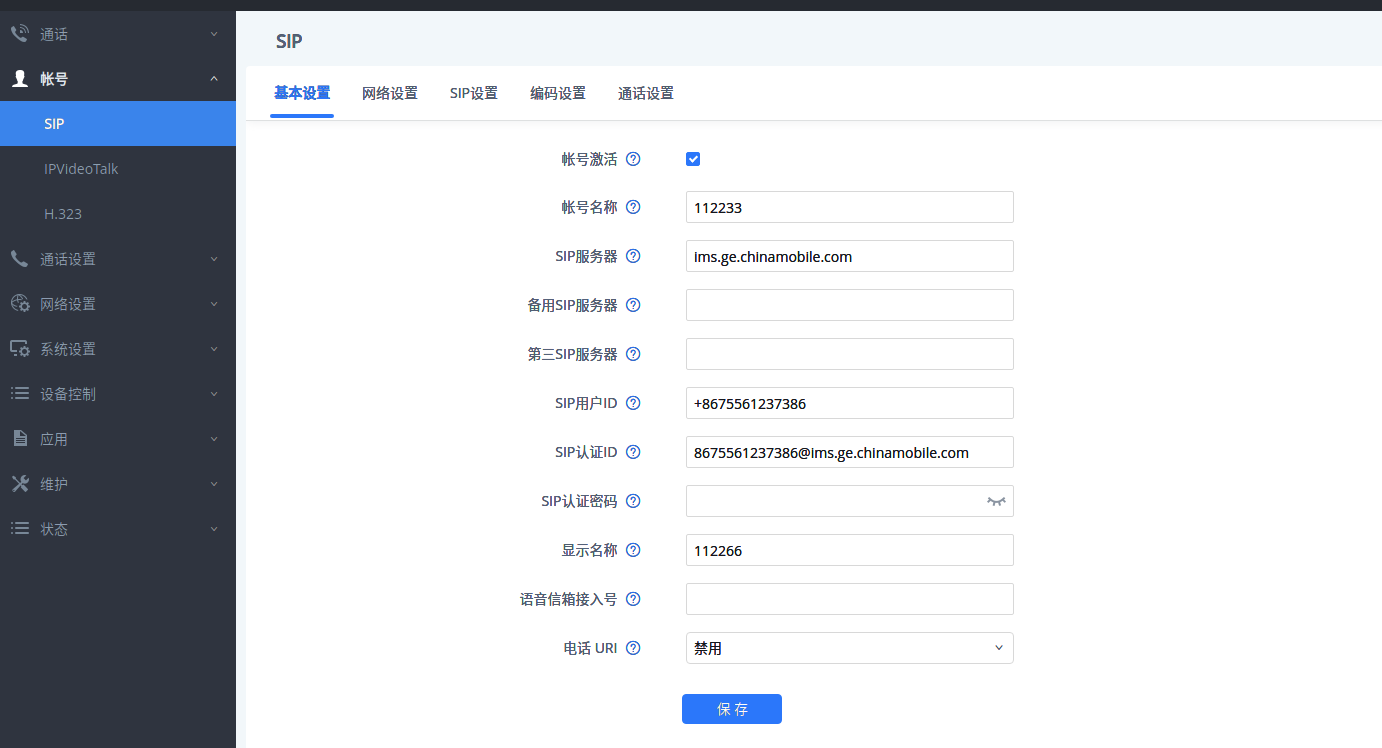 通话
帐号
SIP
IPVideoTalk
H.323
通话设置
网络设置
系统设置
设备控制
应用
维护
状态
SIP
基本设置 网络设置 SIP设置 编码设置 通话设置
帐号激活
帐号名称 112233
SIP服务器 ims.ge.chinamobile.com
备用SIP服务器
第三SIP服务器
SIP用户ID +8675561237386
SIP认证ID 8675561237386@ims.ge.chinamobile.com
SIP认证密码
显示名称 112266
语音信箱接入号
电话 URI 禁用
保 存